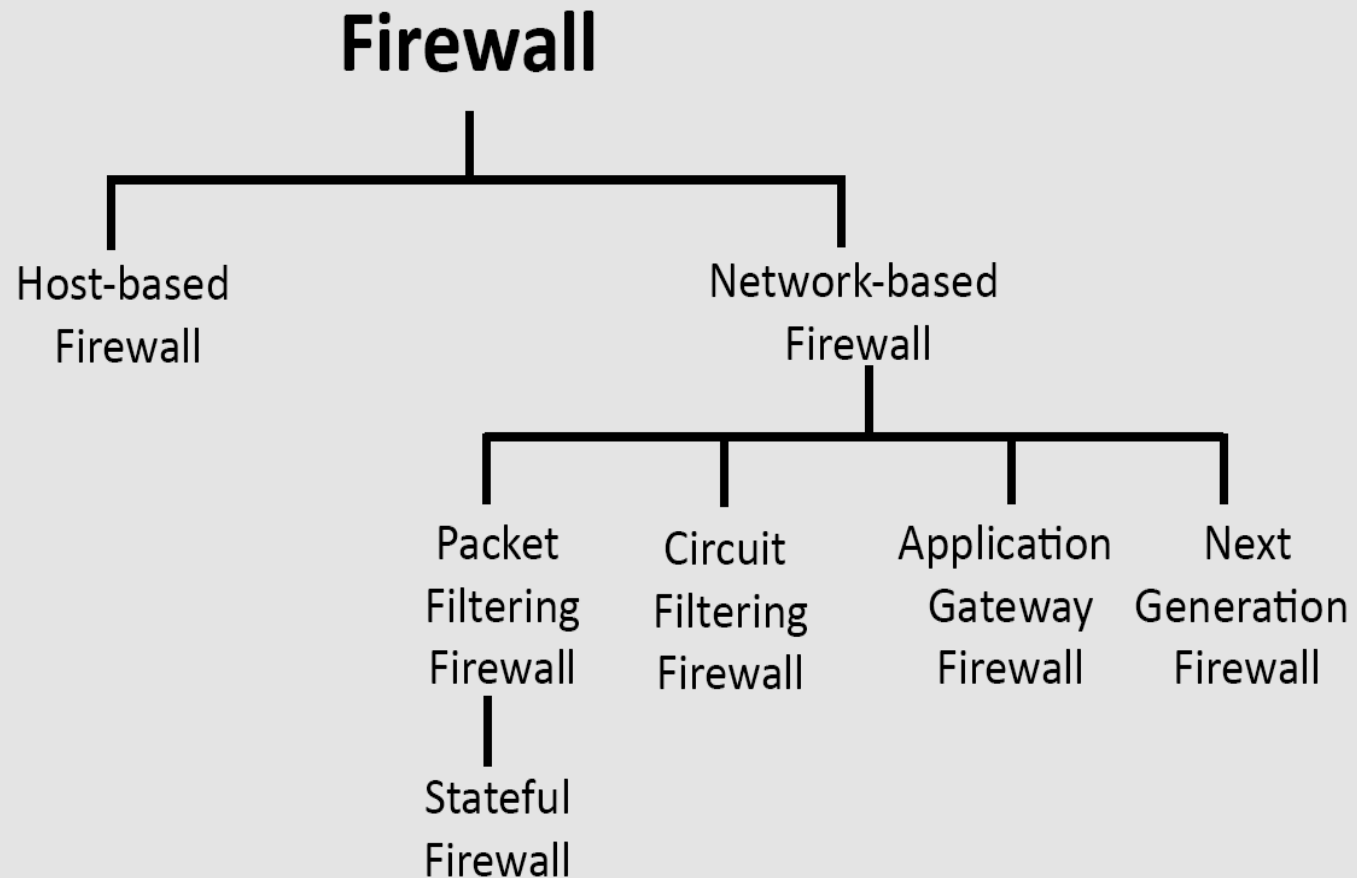 Firewall
Host-based
Firewall
Network-based
Firewall
Packet
Filtering
Firewall
Circuit
Filtering
Firewall
Application
Gateway
Firewall
Next
Generation
Firewall
Stateful
Firewall